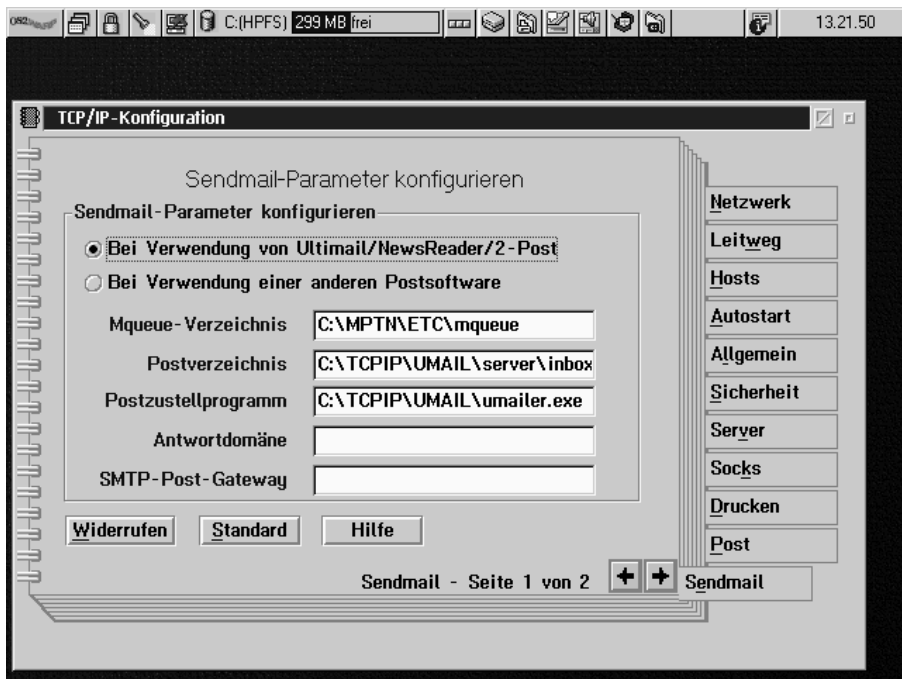 OS2 C:(HPFS) 299 MB frei 13.21.50
TCP/IP-Konfiguration
Sendmail-Parameter konfigurieren
Sendmail-Parameter konfigurieren
Bei Verwendung von Ultimail/NewsReader/2-Post
Bei Verwendung einer anderen Postsoftware
Mqueue-Verzeichnis C:\MPTN\ETC\mqueue
Postverzeichnis C:\TCPIP\UMAIL\server\inbox
Postzustellprogramm C:\TCPIP\UMAIL\umailer.exe
Antwortdomäne
SMTP-Post-Gateway
Widerrufen Standard Hilfe
Sendmail - Seite 1 von 2
Netzwerk
Leitweg
Hosts
Autostart
Allgemein
Sicherheit
Server
Socks
Drucken
Post
Sendmail